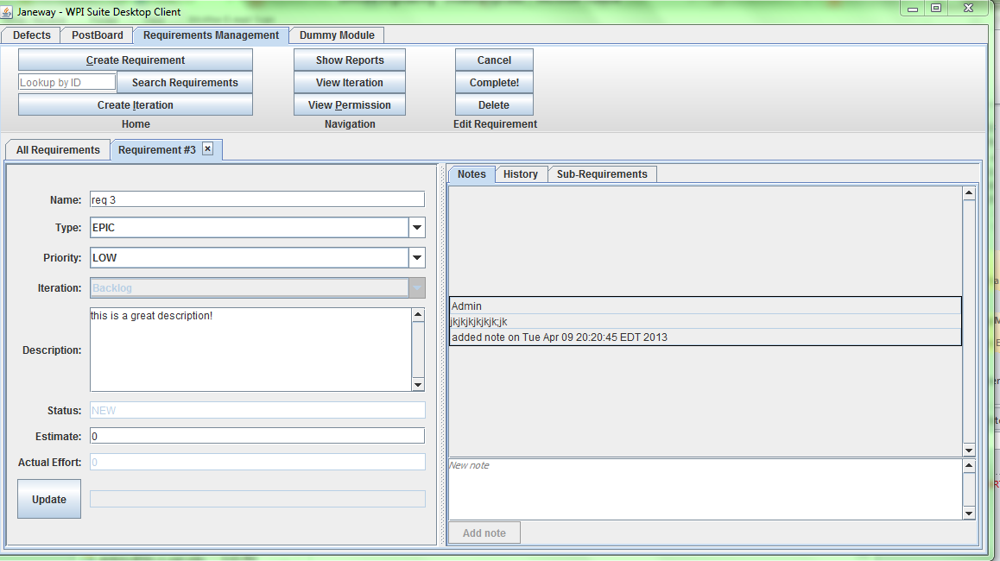 Janeway - WPI Suite Desktop Client
Defects PostBoard Requirements Management Dummy Module
Create Requirement Show Reports Cancel
Lookup by ID Search Requirements View Iteration Complete!
Create Iteration View Permission Delete
Home Navigation Edit Requirement
All Requirements Requirement #3
Notes History Sub-Requirements
Name: req 3
Type: EPIC
Priority: LOW
Iteration: Backlog
Description: this is a great description!
Status: NEW
Estimate: 0
Actual Effort: 0
Update
Admin
jkjkjkjkjkjk;jk
added note on Tue Apr 09 20:20:45 EDT 2013
New note
Add note